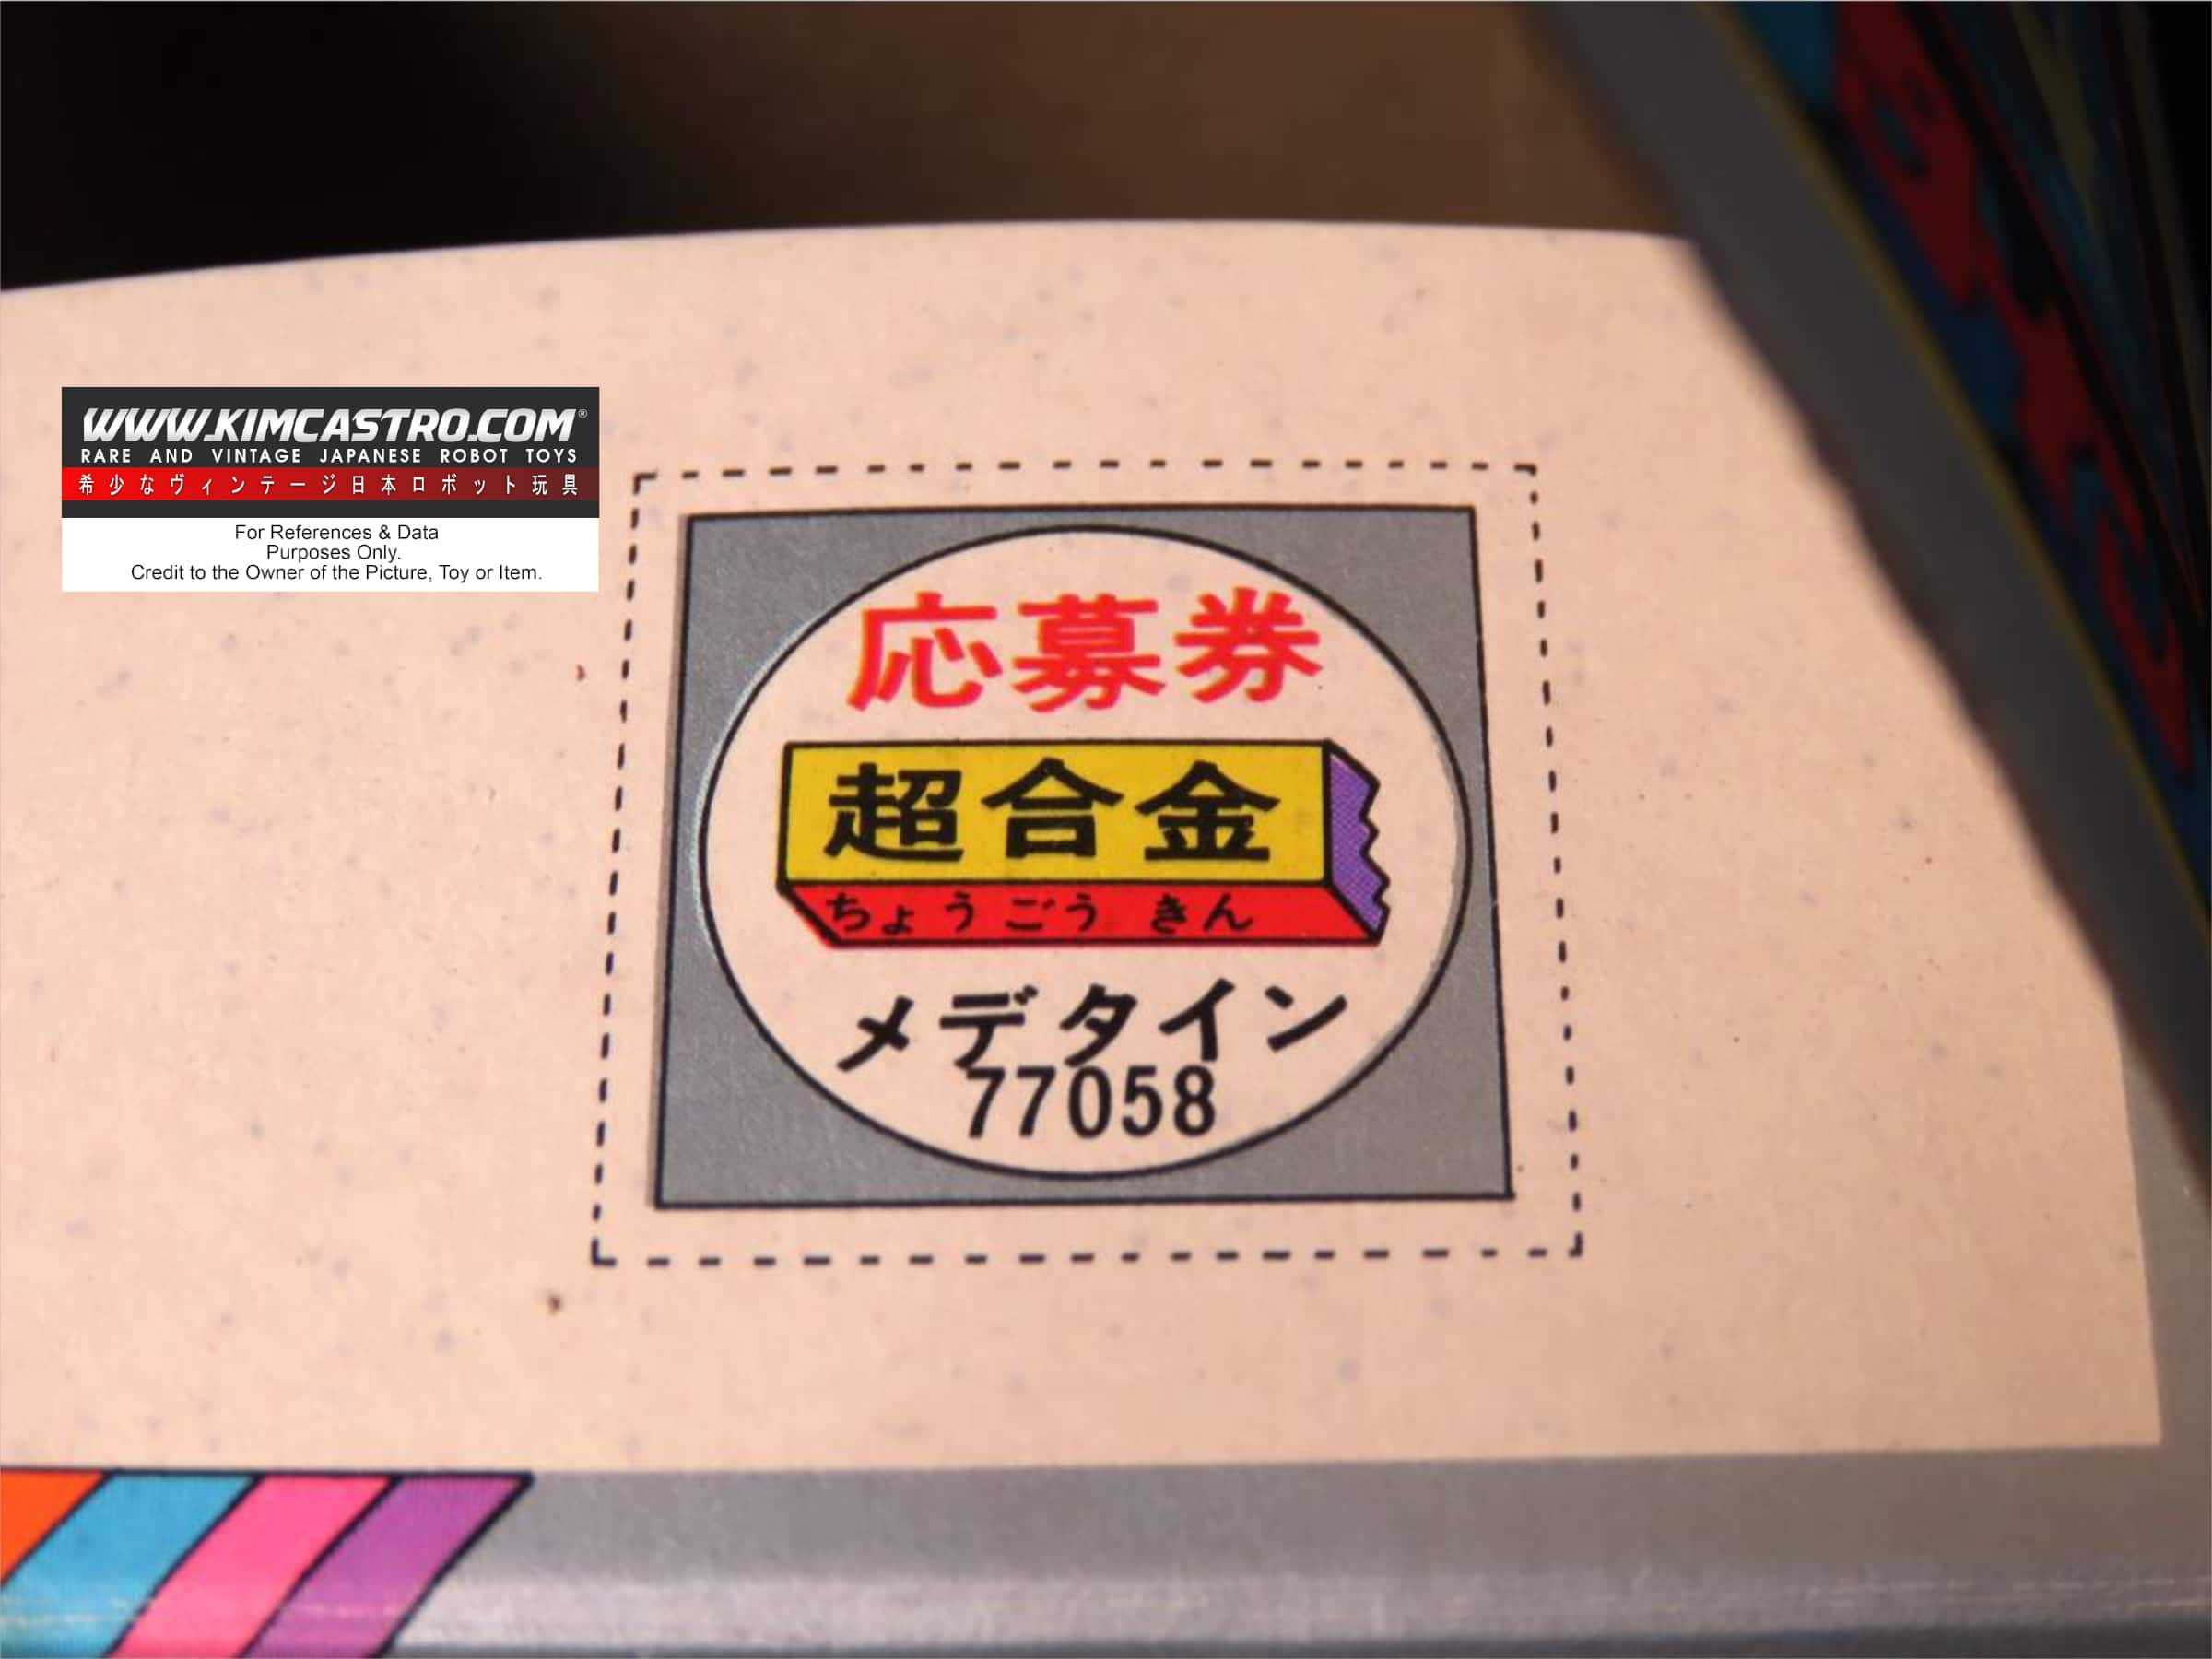 WWW.KIMCASTRO.COM®
RARE AND VINTAGE JAPANESE ROBOT TOYS
希少なヴィンテージ日本ロボット玩具
For References & Data
Purposes Only.
Credit to the Owner of the Picture, Toy or Item.
応募券
超合金
ちょうごうきん
メデタイン
77058